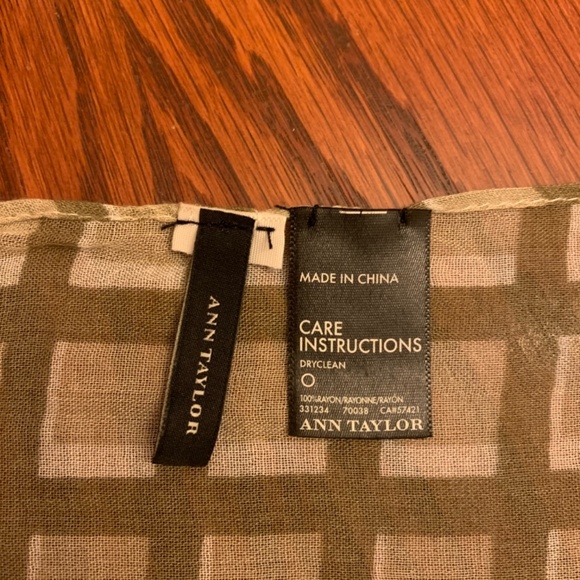 ANN TAYLOR
MADE IN CHINA
CARE
INSTRUCTIONS
DRYCLEAN
100%RAYON/RAYONNE/RAYÓN
331234 70038 CA#57421
ANN TAYLOR